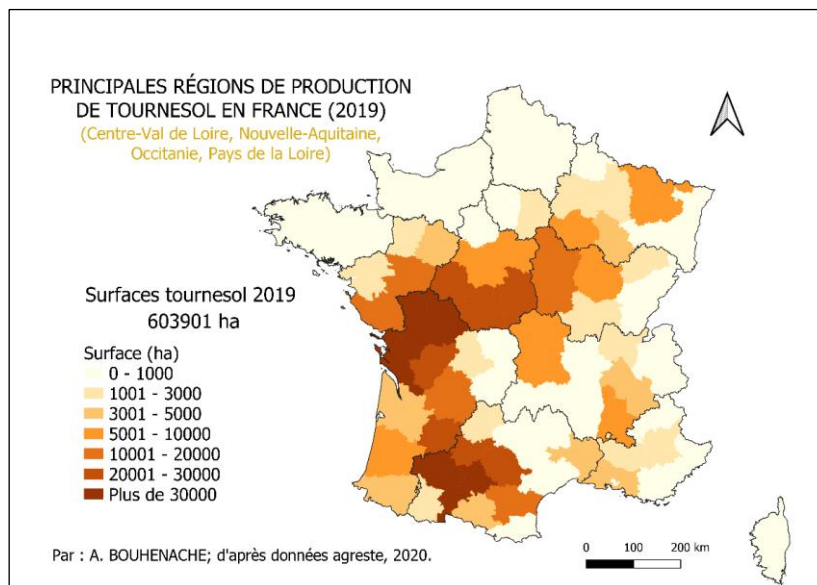 PRINCIPALES RÉGIONS DE PRODUCTION
DE TOURNESOL EN FRANCE (2019)
(Centre-Val de Loire, Nouvelle-Aquitaine,
Occitanie, Pays de la Loire)
Surfaces tournesol 2019
603901 ha
Surface (ha)
0 - 1000
1001 - 3000
3001 - 5000
5001 - 10000
10001 - 20000
20001 - 30000
Plus de 30000
Par : A. BOUHENACHE; d'après données agreste, 2020.
0 100 200 km